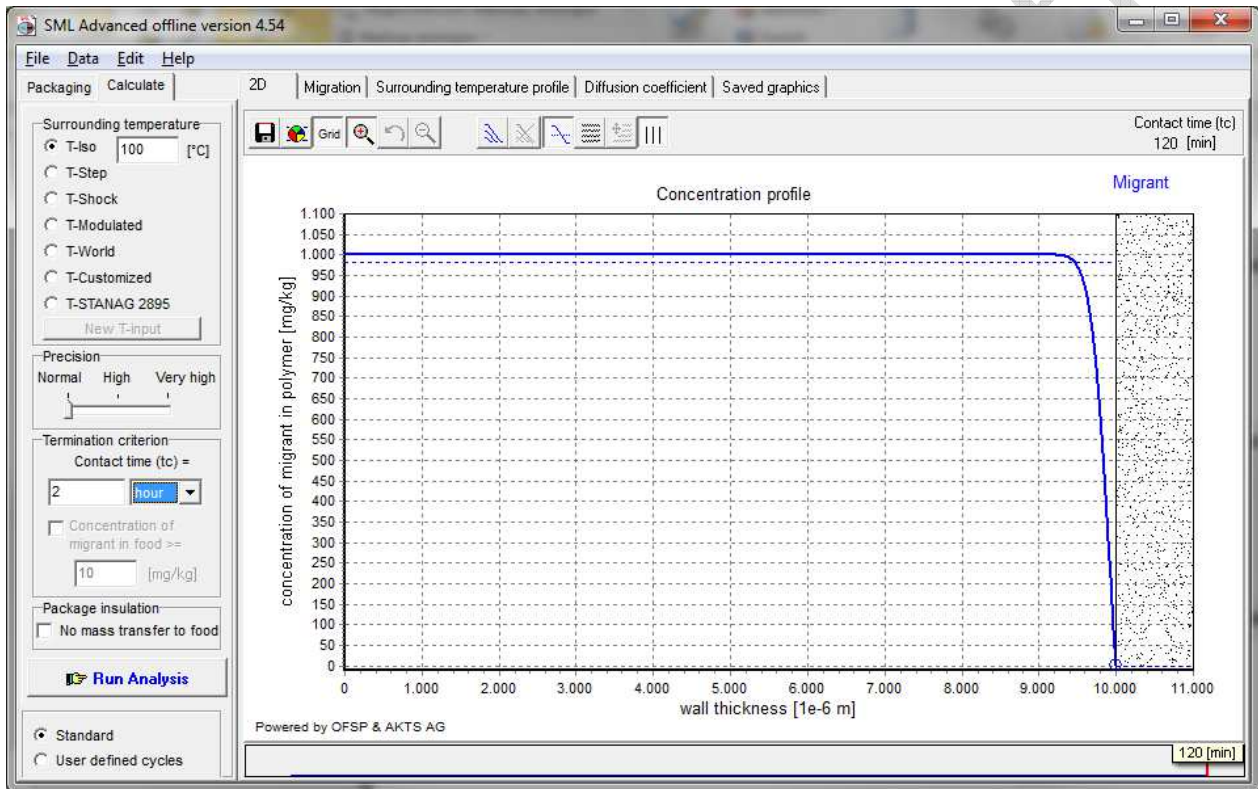 SML Advanced offline version 4.54
File Data Edit Help
Packaging Calculate
2D Migration Surrounding temperature profile Diffusion coefficient Saved graphics
Surrounding temperature
T-Iso 100 [°C]
T-Step
T-Shock
T-Modulated
T-World
T-Customized
T-STANAG 2895
New T-input
Precision
Normal High Very high
Termination criterion
Contact time (tc) =
2 hour
Concentration of
migrant in food >=
10 [mg/kg]
Package insulation
No mass transfer to food
Run Analysis
Standard
User defined cycles
Grid
Contact time (tc)
120 [min]
Migrant
Concentration profile
concentration of migrant in polymer [mg/kg]
1.100
1.050
1.000
950
900
850
800
750
700
650
600
550
500
450
400
350
300
250
200
150
100
50
0
0 1.000 2.000 3.000 4.000 5.000 6.000 7.000 8.000 9.000 10.000 11.000
wall thickness [1e-6 m]
Powered by OFSP & AKTS AG
120 [min]